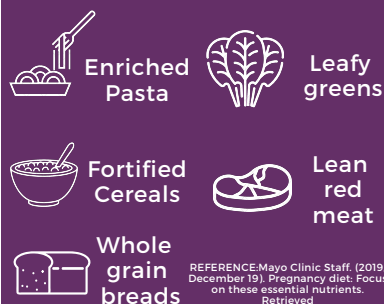 Enriched
Pasta
Leafy
greens
Fortified
Cereals
Lean
red
meat
Whole
grain
breads
REFERENCE:Mayo Clinic Staff. (2019,
December 19). Pregnancy diet: Focus
on these essential nutrients.
Retrieved